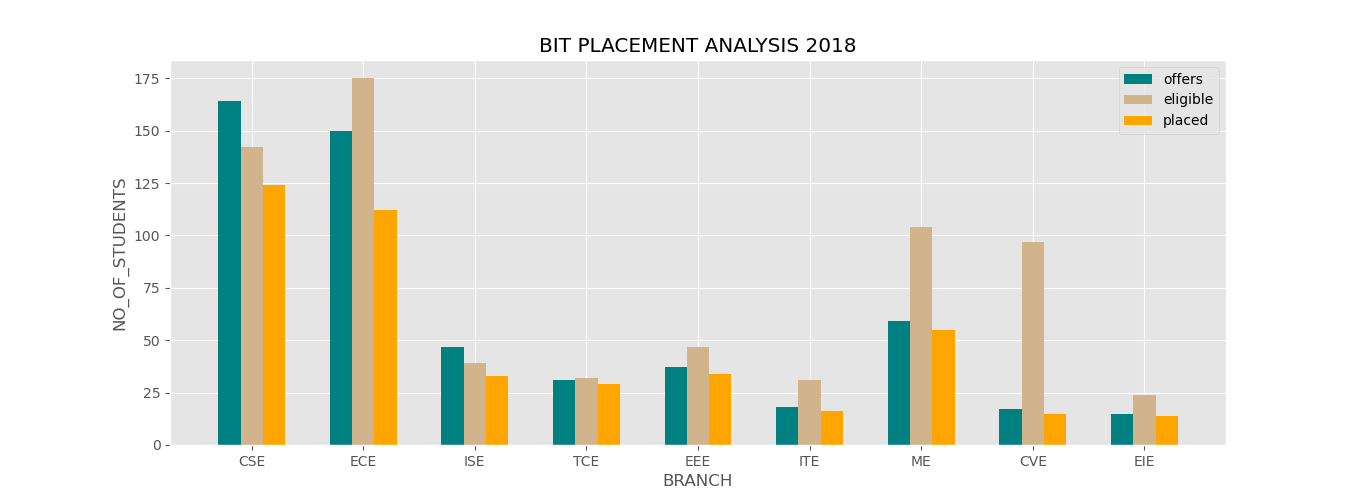 BIT PLACEMENT ANALYSIS 2018
offers
eligible
placed
NO_OF_STUDENTS
175
150
125
100
75
50
25
0
CSE ECE ISE TCE EEE ITE ME CVE EIE
BRANCH